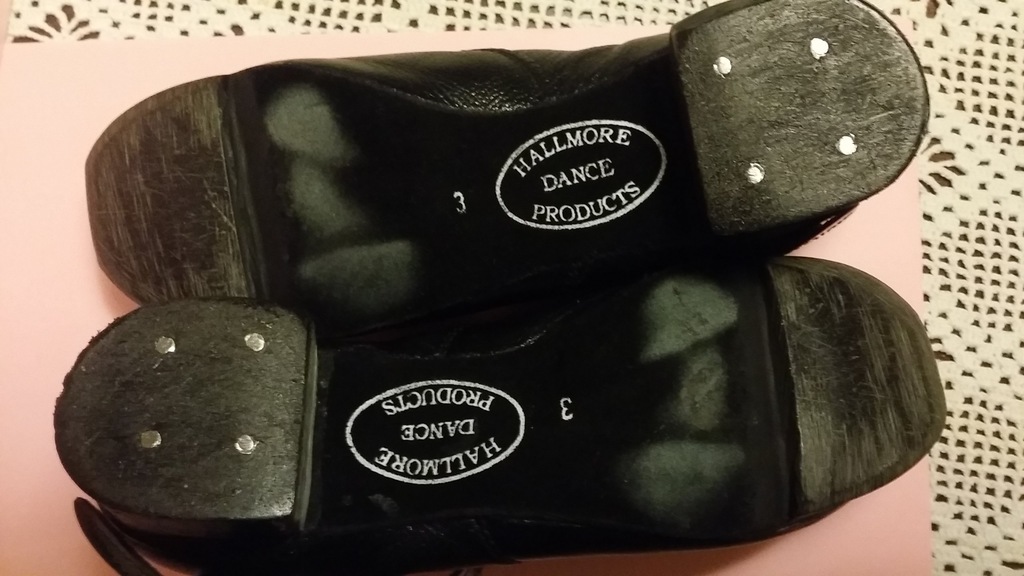 HALLMORE
DANCE
PRODUCTS
3
HALLMORE
DANCE
PRODUCTS
3